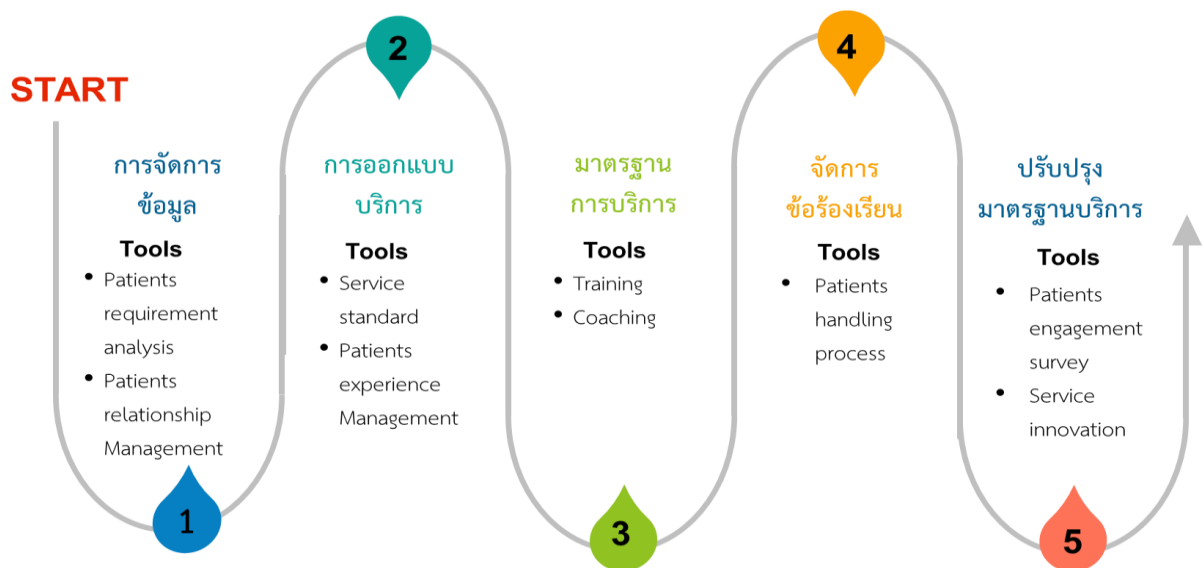 START
การจัดการ
ข้อมูล
Tools
• Patients
requirement
analysis
• Patients
relationship
Management
1
2
การออกแบบ
บริการ
Tools
• Service
standard
• Patients
experience
Management
มาตรฐาน
การบริการ
Tools
• Training
• Coaching
3
4
จัดการ
ข้อร้องเรียน
Tools
• Patients
handling
process
ปรับปรุง
มาตรฐานบริการ
Tools
• Patients
engagement
survey
• Service
innovation
5